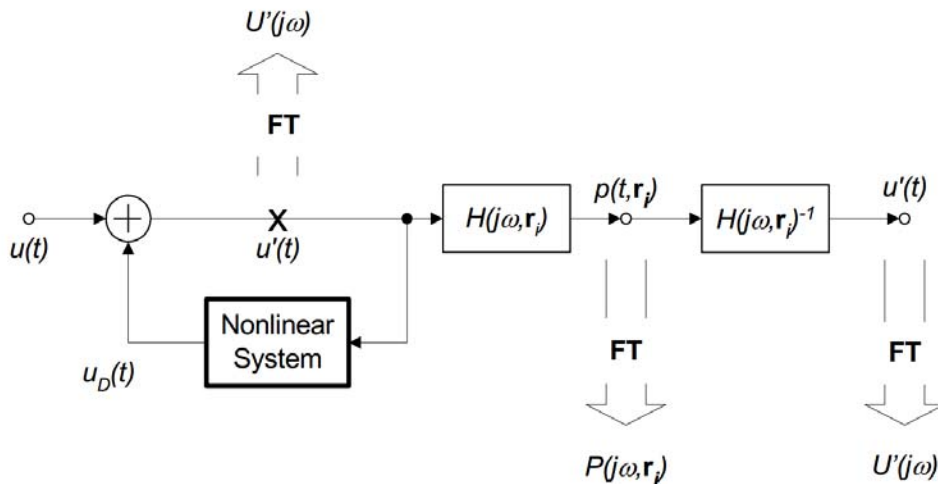 U'(jω)
FT
u(t)
+
x
u'(t)
H(jω,rᵢ)
p(t,rᵢ)
H(jω,rᵢ)⁻¹
u'(t)
Nonlinear
System
u_D(t)
FT
FT
P(jω,rᵢ)
U'(jω)